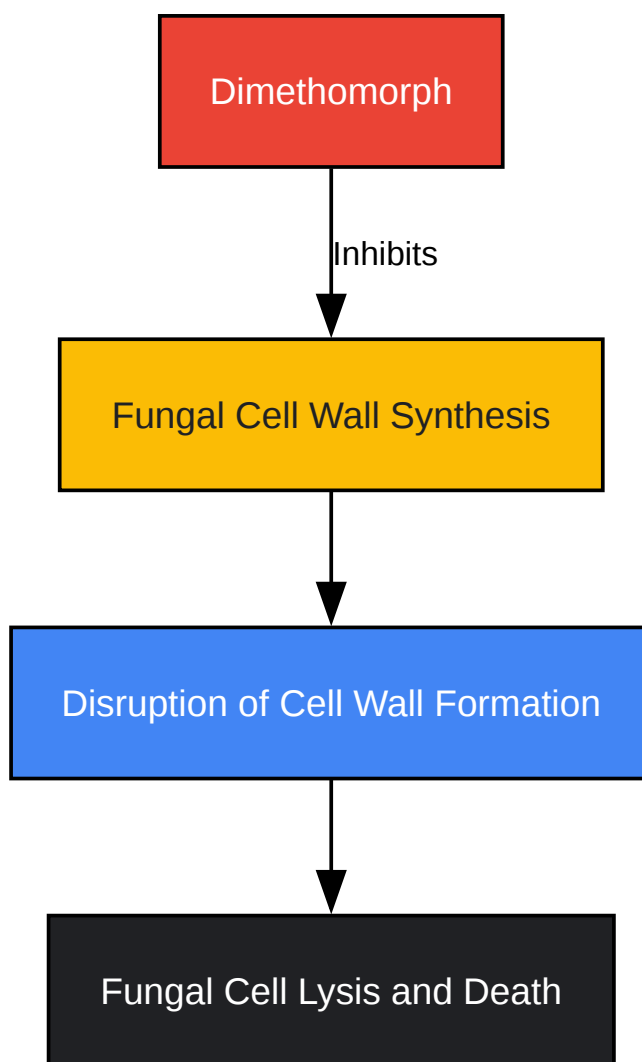 Dimethomorph
Inhibits
Fungal Cell Wall Synthesis
Disruption of Cell Wall Formation
Fungal Cell Lysis and Death